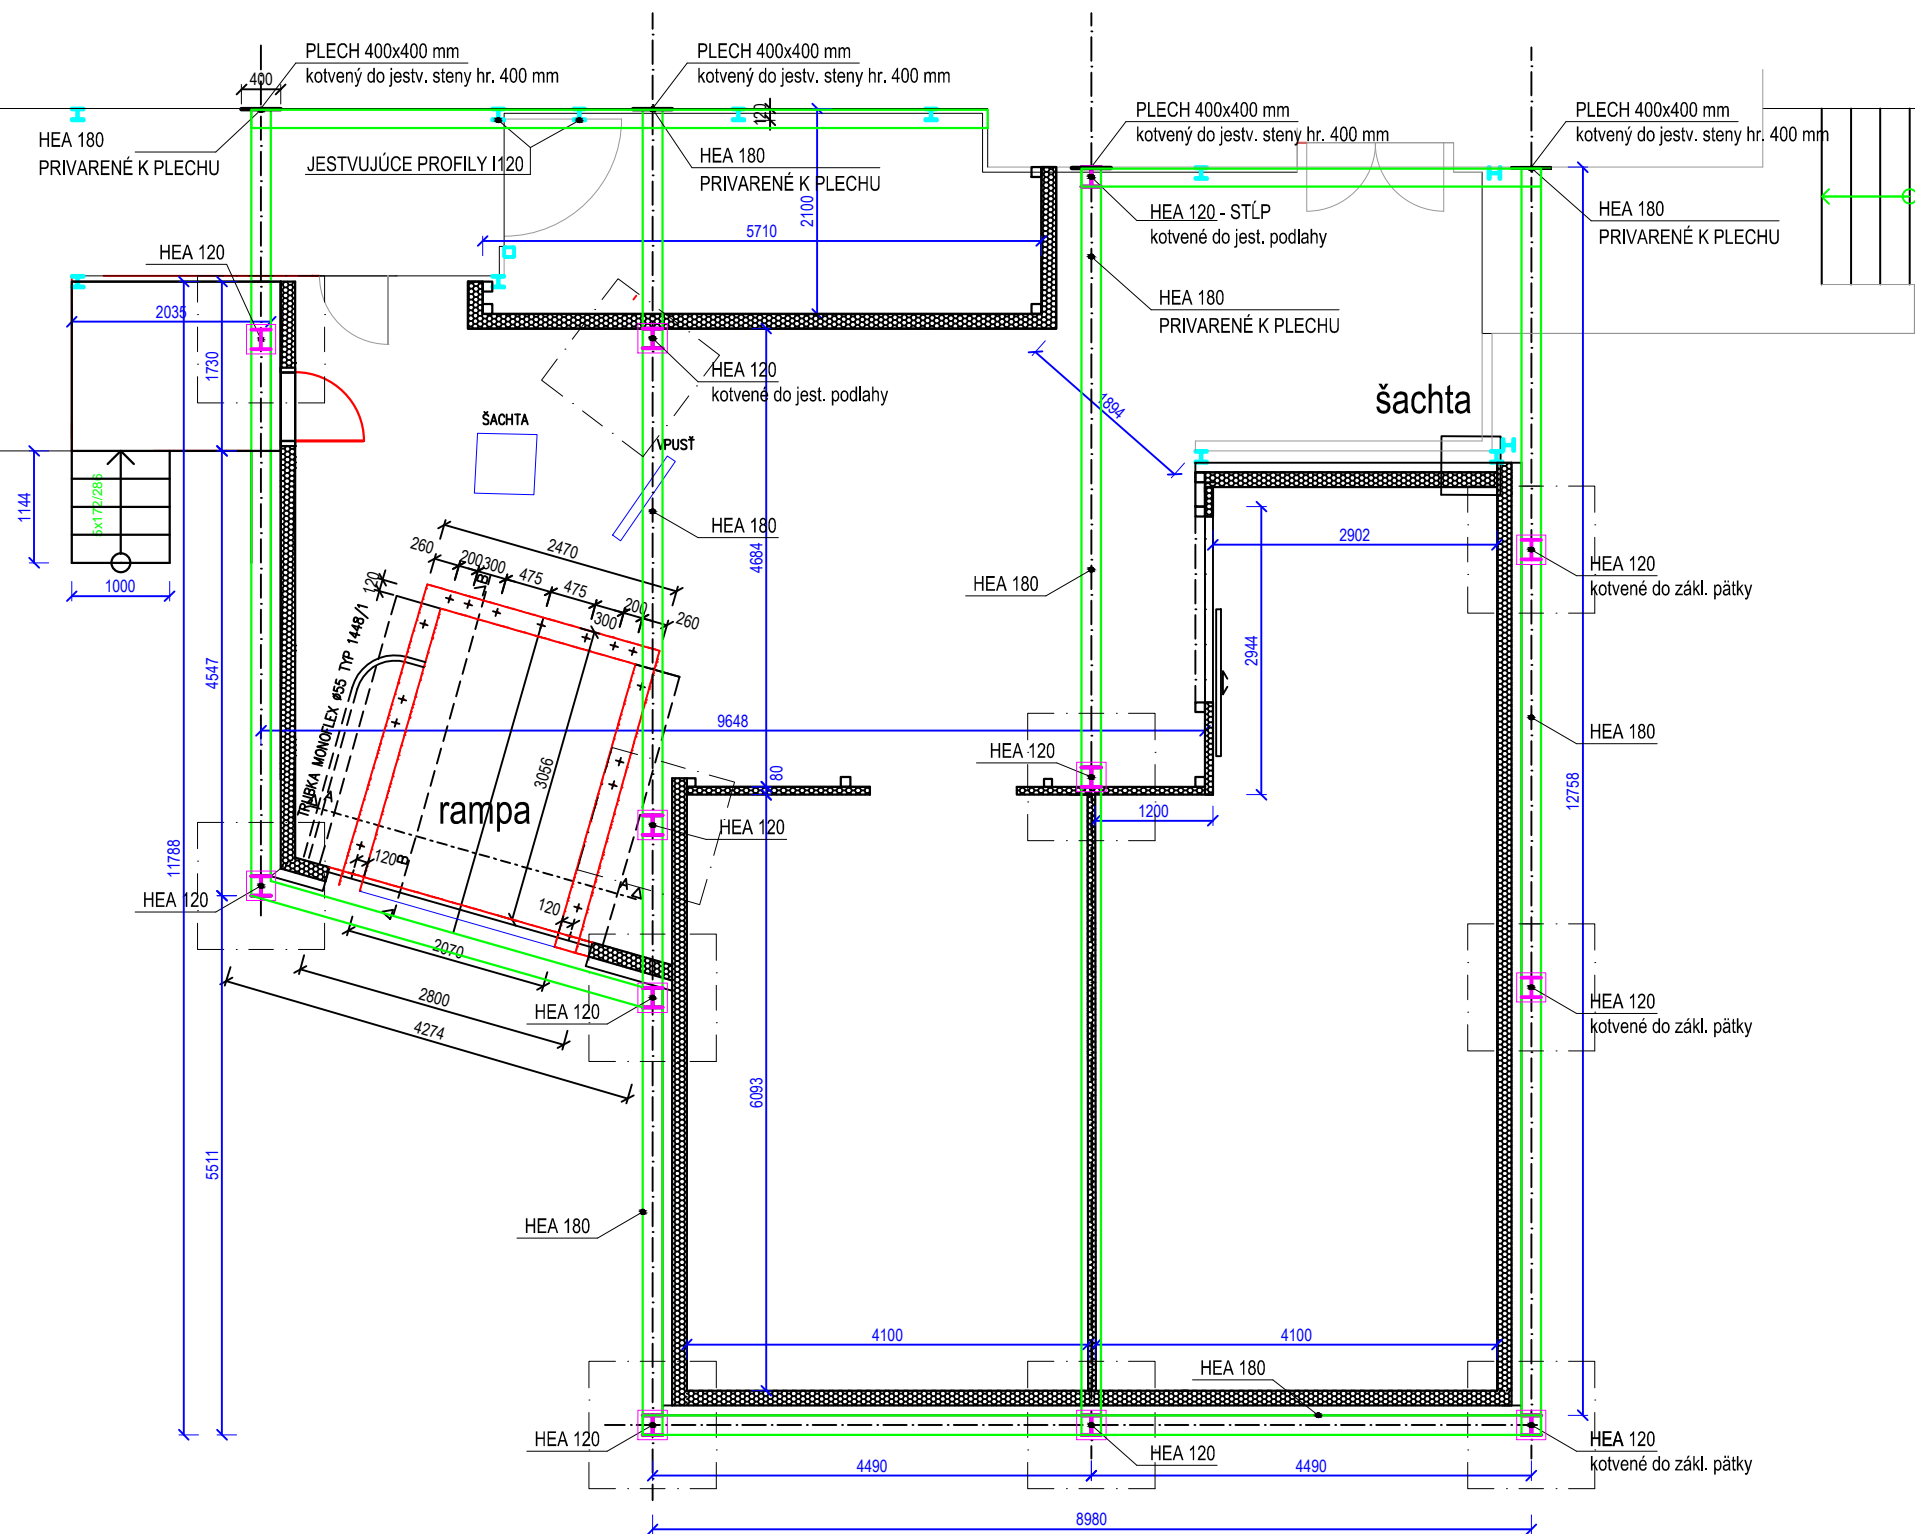 PLECH 400x400 mm
kotvený do jestv. steny hr. 400 mm
PLECH 400x400 mm
kotvený do jestv. steny hr. 400 mm
PLECH 400x400 mm
kotvený do jestv. steny hr. 400 mm
PLECH 400x400 mm
kotvený do jestv. steny hr. 400 mm
400
120
HEA 180
PRIVARENÉ K PLECHU
JESTVUJÚCE PROFILY I120
HEA 180
PRIVARENÉ K PLECHU
2100
5710
HEA 120 - STĹP
kotvené do jest. podlahy
HEA 180
PRIVARENÉ K PLECHU
HEA 120
HEA 180
PRIVARENÉ K PLECHU
2035
1730
HEA 120
kotvené do jest. podlahy
1894
šachta
ŠACHTA
VPUSŤ
1144
5x172/286
1000
HEA 180
4684
2902
HEA 180
HEA 120
kotvené do zákl. pätky
2470
260
200
300
475
475
200
300
260
120
B
TRUBKA MONOFLEX ø55 TYP 1448/1
4547
2944
9648
HEA 180
3056
80
HEA 120
12758
rampa
A
1200
HEA 120
11788
120
B
HEA 120
A
120
2070
2800
4274
HEA 120
HEA 120
kotvené do zákl. pätky
6093
5511
HEA 180
4100
4100
HEA 180
HEA 120
HEA 120
HEA 120
kotvené do zákl. pätky
4490
4490
8980